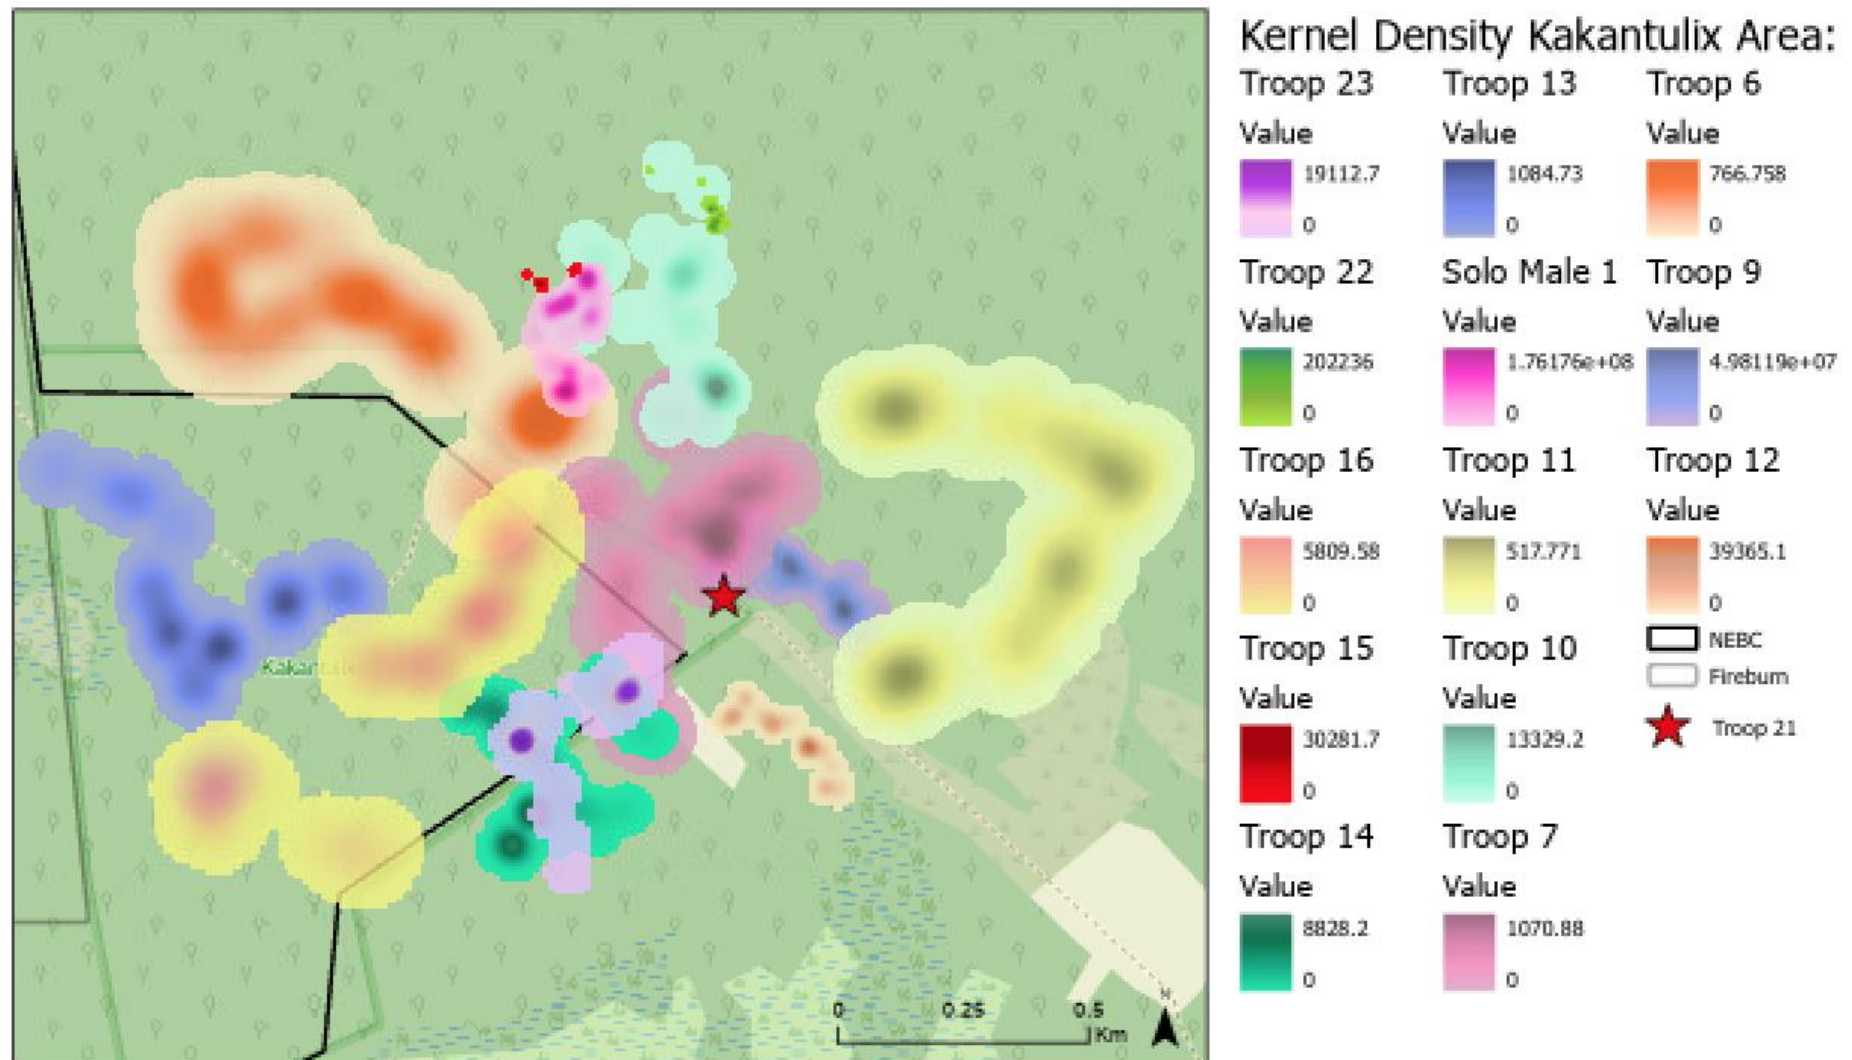 Kernel Density Kakantulix Area:
Troop 23 Troop 13 Troop 6
Value Value Value
19112.7 1084.73 766.758
0 0 0
Troop 22 Solo Male 1 Troop 9
Value Value Value
202236 1.76176e+08 4.98119e+07
0 0 0
Troop 16 Troop 11 Troop 12
Value Value Value
5809.58 517.771 39365.1
0 0 0
Troop 15 Troop 10 NEBC
Value Value Fireburn
30281.7 13329.2 Troop 21
0 0
Troop 14 Troop 7
Value Value
8828.2 1070.88
0 0
0 0.25 0.5
Km
N